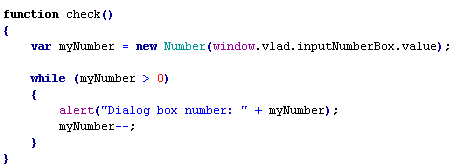 function check()
{
    var myNumber = new Number(window.vlad.inputNumberBox.value);

    while (myNumber > 0)
    {
        alert("Dialog box number: " + myNumber);
        myNumber--;
    }
}